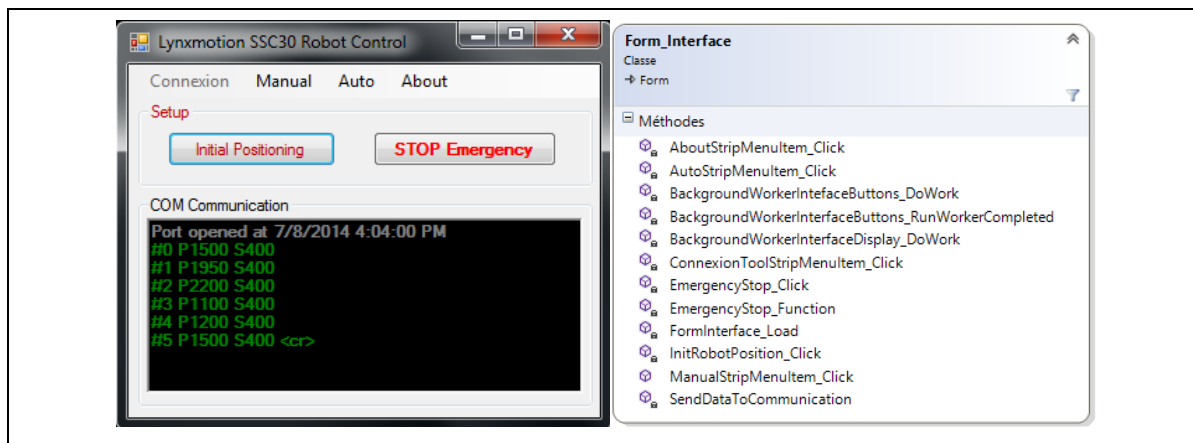 Lynxmotion SSC30 Robot Control
Connexion Manual Auto About
Setup
Initial Positioning STOP Emergency
COM Communication
Port opened at 7/8/2014 4:04:00 PM
#0 P1500 S400
#1 P1950 S400
#2 P2200 S400
#3 P1100 S400
#4 P1200 S400
#5 P1500 S400 <cr>
Form_Interface
Classe
Form
Méthodes
AboutStripMenuItem_Click
AutoStripMenuItem_Click
BackgroundWorkerIntefaceButtons_DoWork
BackgroundWorkerInterfaceButtons_RunWorkerCompleted
BackgroundWorkerInterfaceDisplay_DoWork
ConnexionToolStripMenuItem_Click
EmergencyStop_Click
EmergencyStop_Function
FormInterface_Load
InitRobotPosition_Click
ManualStripMenuItem_Click
SendDataToCommunication